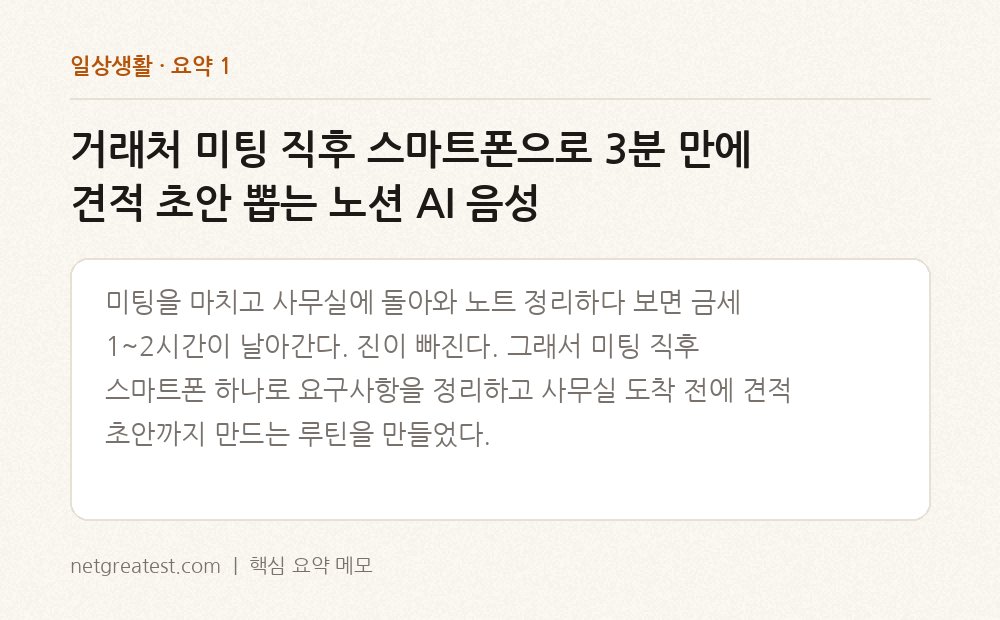 일상생활 · 요약 1
거래처 미팅 직후 스마트폰으로 3분 만에
견적 초안 뽑는 노션 AI 음성
미팅을 마치고 사무실에 돌아와 노트 정리하다 보면 금세
1~2시간이 날아간다. 진이 빠진다. 그래서 미팅 직후
스마트폰 하나로 요구사항을 정리하고 사무실 도착 전에 견적
초안까지 만드는 루틴을 만들었다.
netgreatest.com | 핵심 요약 메모